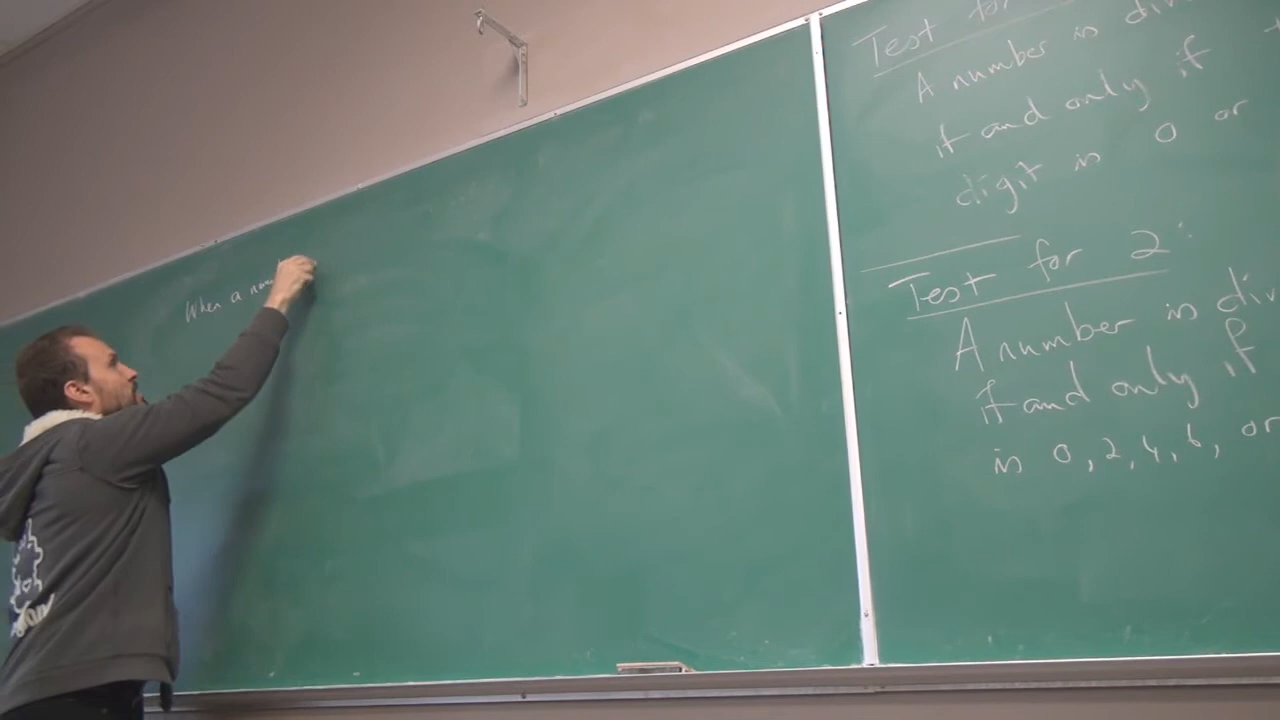 When a
Test for
A number is div
if and only if
digit is 0 or
Test for 2:
A number is div
if and only if
is 0, 2, 4, 6, or